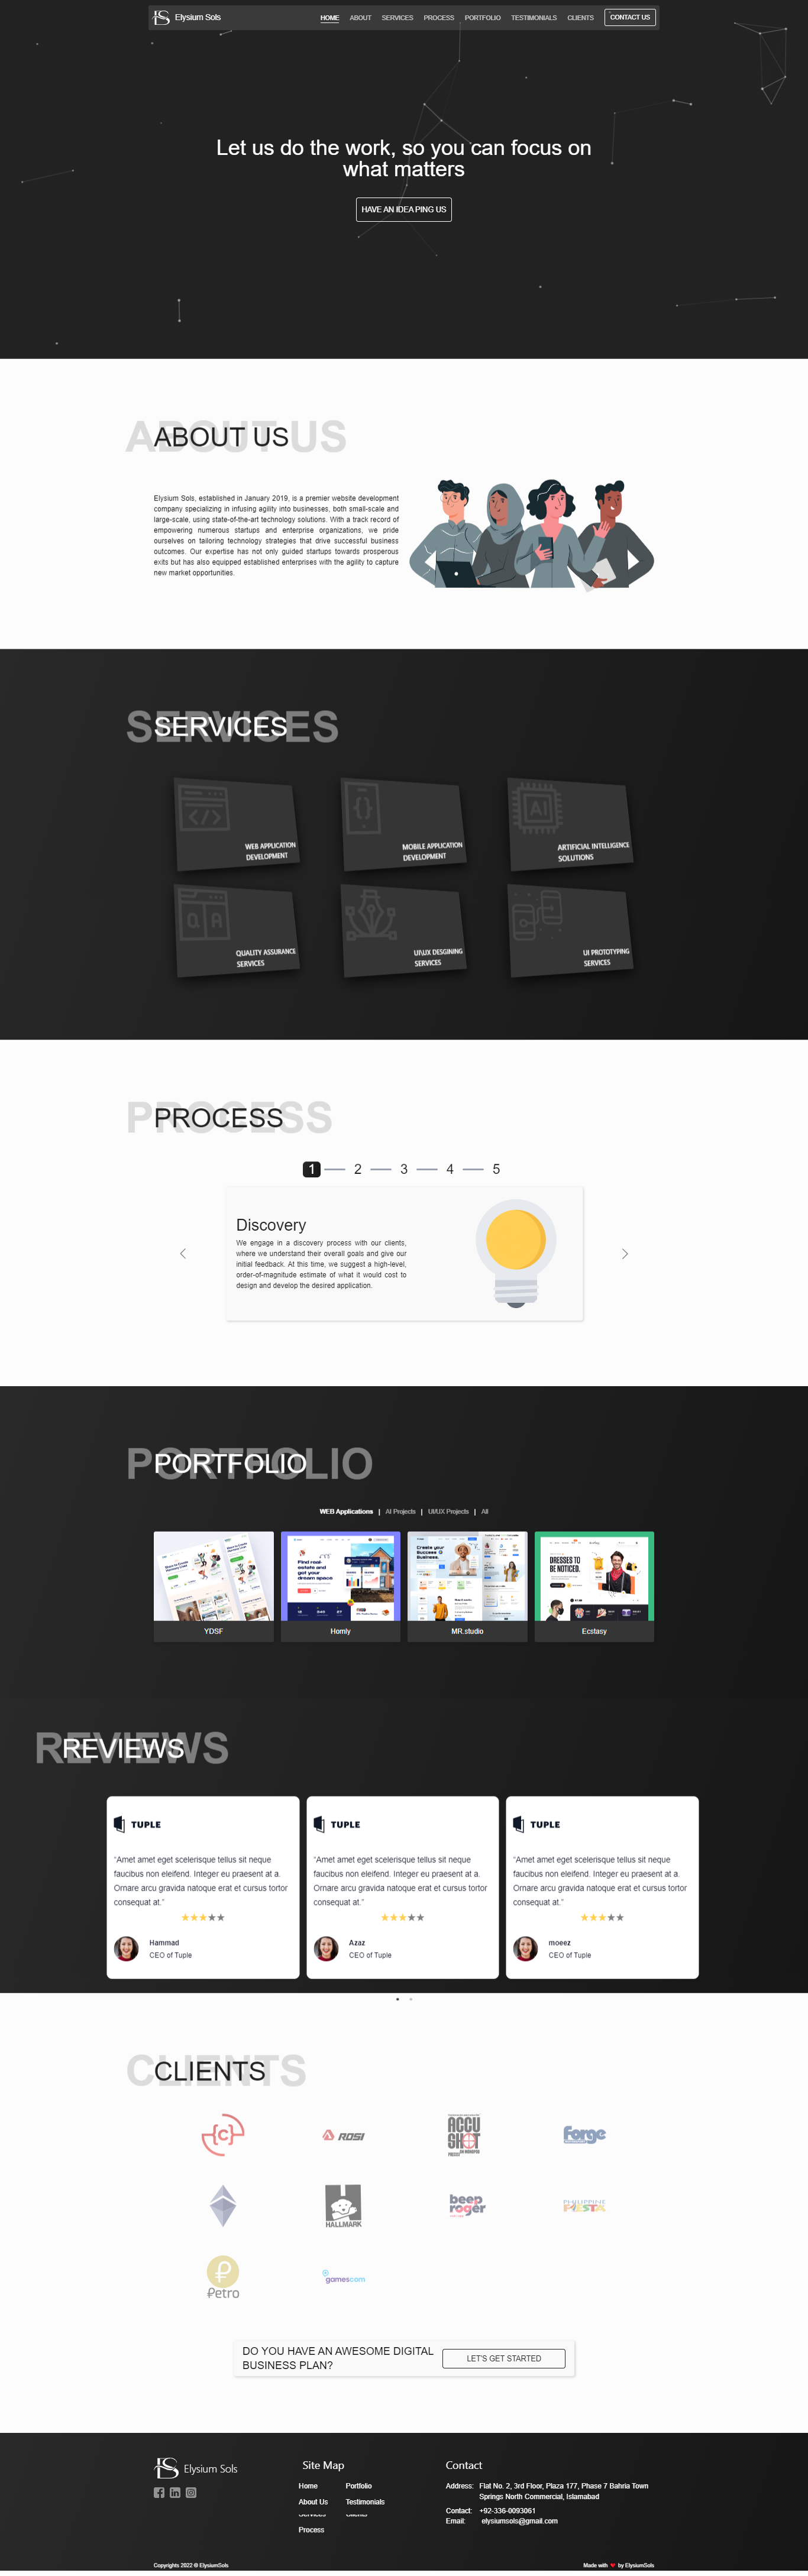 Elysium Sols
HOME ABOUT SERVICES PROCESS PORTFOLIO TESTIMONIALS CLIENTS CONTACT US
Let us do the work, so you can focus on
what matters
HAVE AN IDEA PING US
ABOUT US
ABOUT US
Elysium Sols, established in January 2019, is a premier website development
company specializing in infusing agility into businesses, both small-scale and
large-scale, using state-of-the-art technology solutions. With a track record of
empowering numerous startups and enterprise organizations, we pride
ourselves on tailoring technology strategies that drive successful business
outcomes. Our expertise has not only guided startups towards prosperous
exits but has also equipped established enterprises with the agility to capture
new market opportunities.
SERVICES
SERVICES
WEB APPLICATION
DEVELOPMENT
MOBILE APPLICATION
DEVELOPMENT
AI
ARTIFICIAL INTELLIGENCE
SOLUTIONS
Q A
QUALITY ASSURANCE
SERVICES
UI\UX DESGINING
SERVICES
UI PROTOTYPING
SERVICES
PROCESS
PROCESS
1 2 3 4 5
Discovery
We engage in a discovery process with our clients,
where we understand their overall goals and give our
initial feedback. At this time, we suggest a high-level,
order-of-magnitude estimate of what it would cost to
design and develop the desired application.
PORTFOLIO
PORTFOLIO
WEB Applications | AI Projects | UI/UX Projects | All
Find real-
estate and
get your
dream space
Create your
Success
Business.
DRESSES TO
BE NOTICED.
YDSF
Homly
MR.studio
Ecstasy
REVIEWS
REVIEWS
TUPLE
“Amet amet eget scelerisque tellus sit neque
faucibus non eleifend. Integer eu praesent at a.
Ornare arcu gravida natoque erat et cursus tortor
consequat at.”
Hammad
CEO of Tuple
TUPLE
“Amet amet eget scelerisque tellus sit neque
faucibus non eleifend. Integer eu praesent at a.
Ornare arcu gravida natoque erat et cursus tortor
consequat at.”
Azaz
CEO of Tuple
TUPLE
“Amet amet eget scelerisque tellus sit neque
faucibus non eleifend. Integer eu praesent at a.
Ornare arcu gravida natoque erat et cursus tortor
consequat at.”
moeez
CEO of Tuple
CLIENTS
CLIENTS
ROSI
ACCU
SHOT
Forge
HALLMARK
beep
roger
PHILIPPINE
FIESTA
Petro
gamescom
DO YOU HAVE AN AWESOME DIGITAL
BUSINESS PLAN?
LET'S GET STARTED
Elysium Sols
Site Map
Home Portfolio
About Us Testimonials
Services Clients
Process
Contact
Address: Flat No. 2, 3rd Floor, Plaza 177, Phase 7 Bahria Town
Springs North Commercial, Islamabad
Contact: +92-336-0093061
Email: elysiumsols@gmail.com
Copyrights 2022 © ElysiumSols
Made with ❤ by ElysiumSols